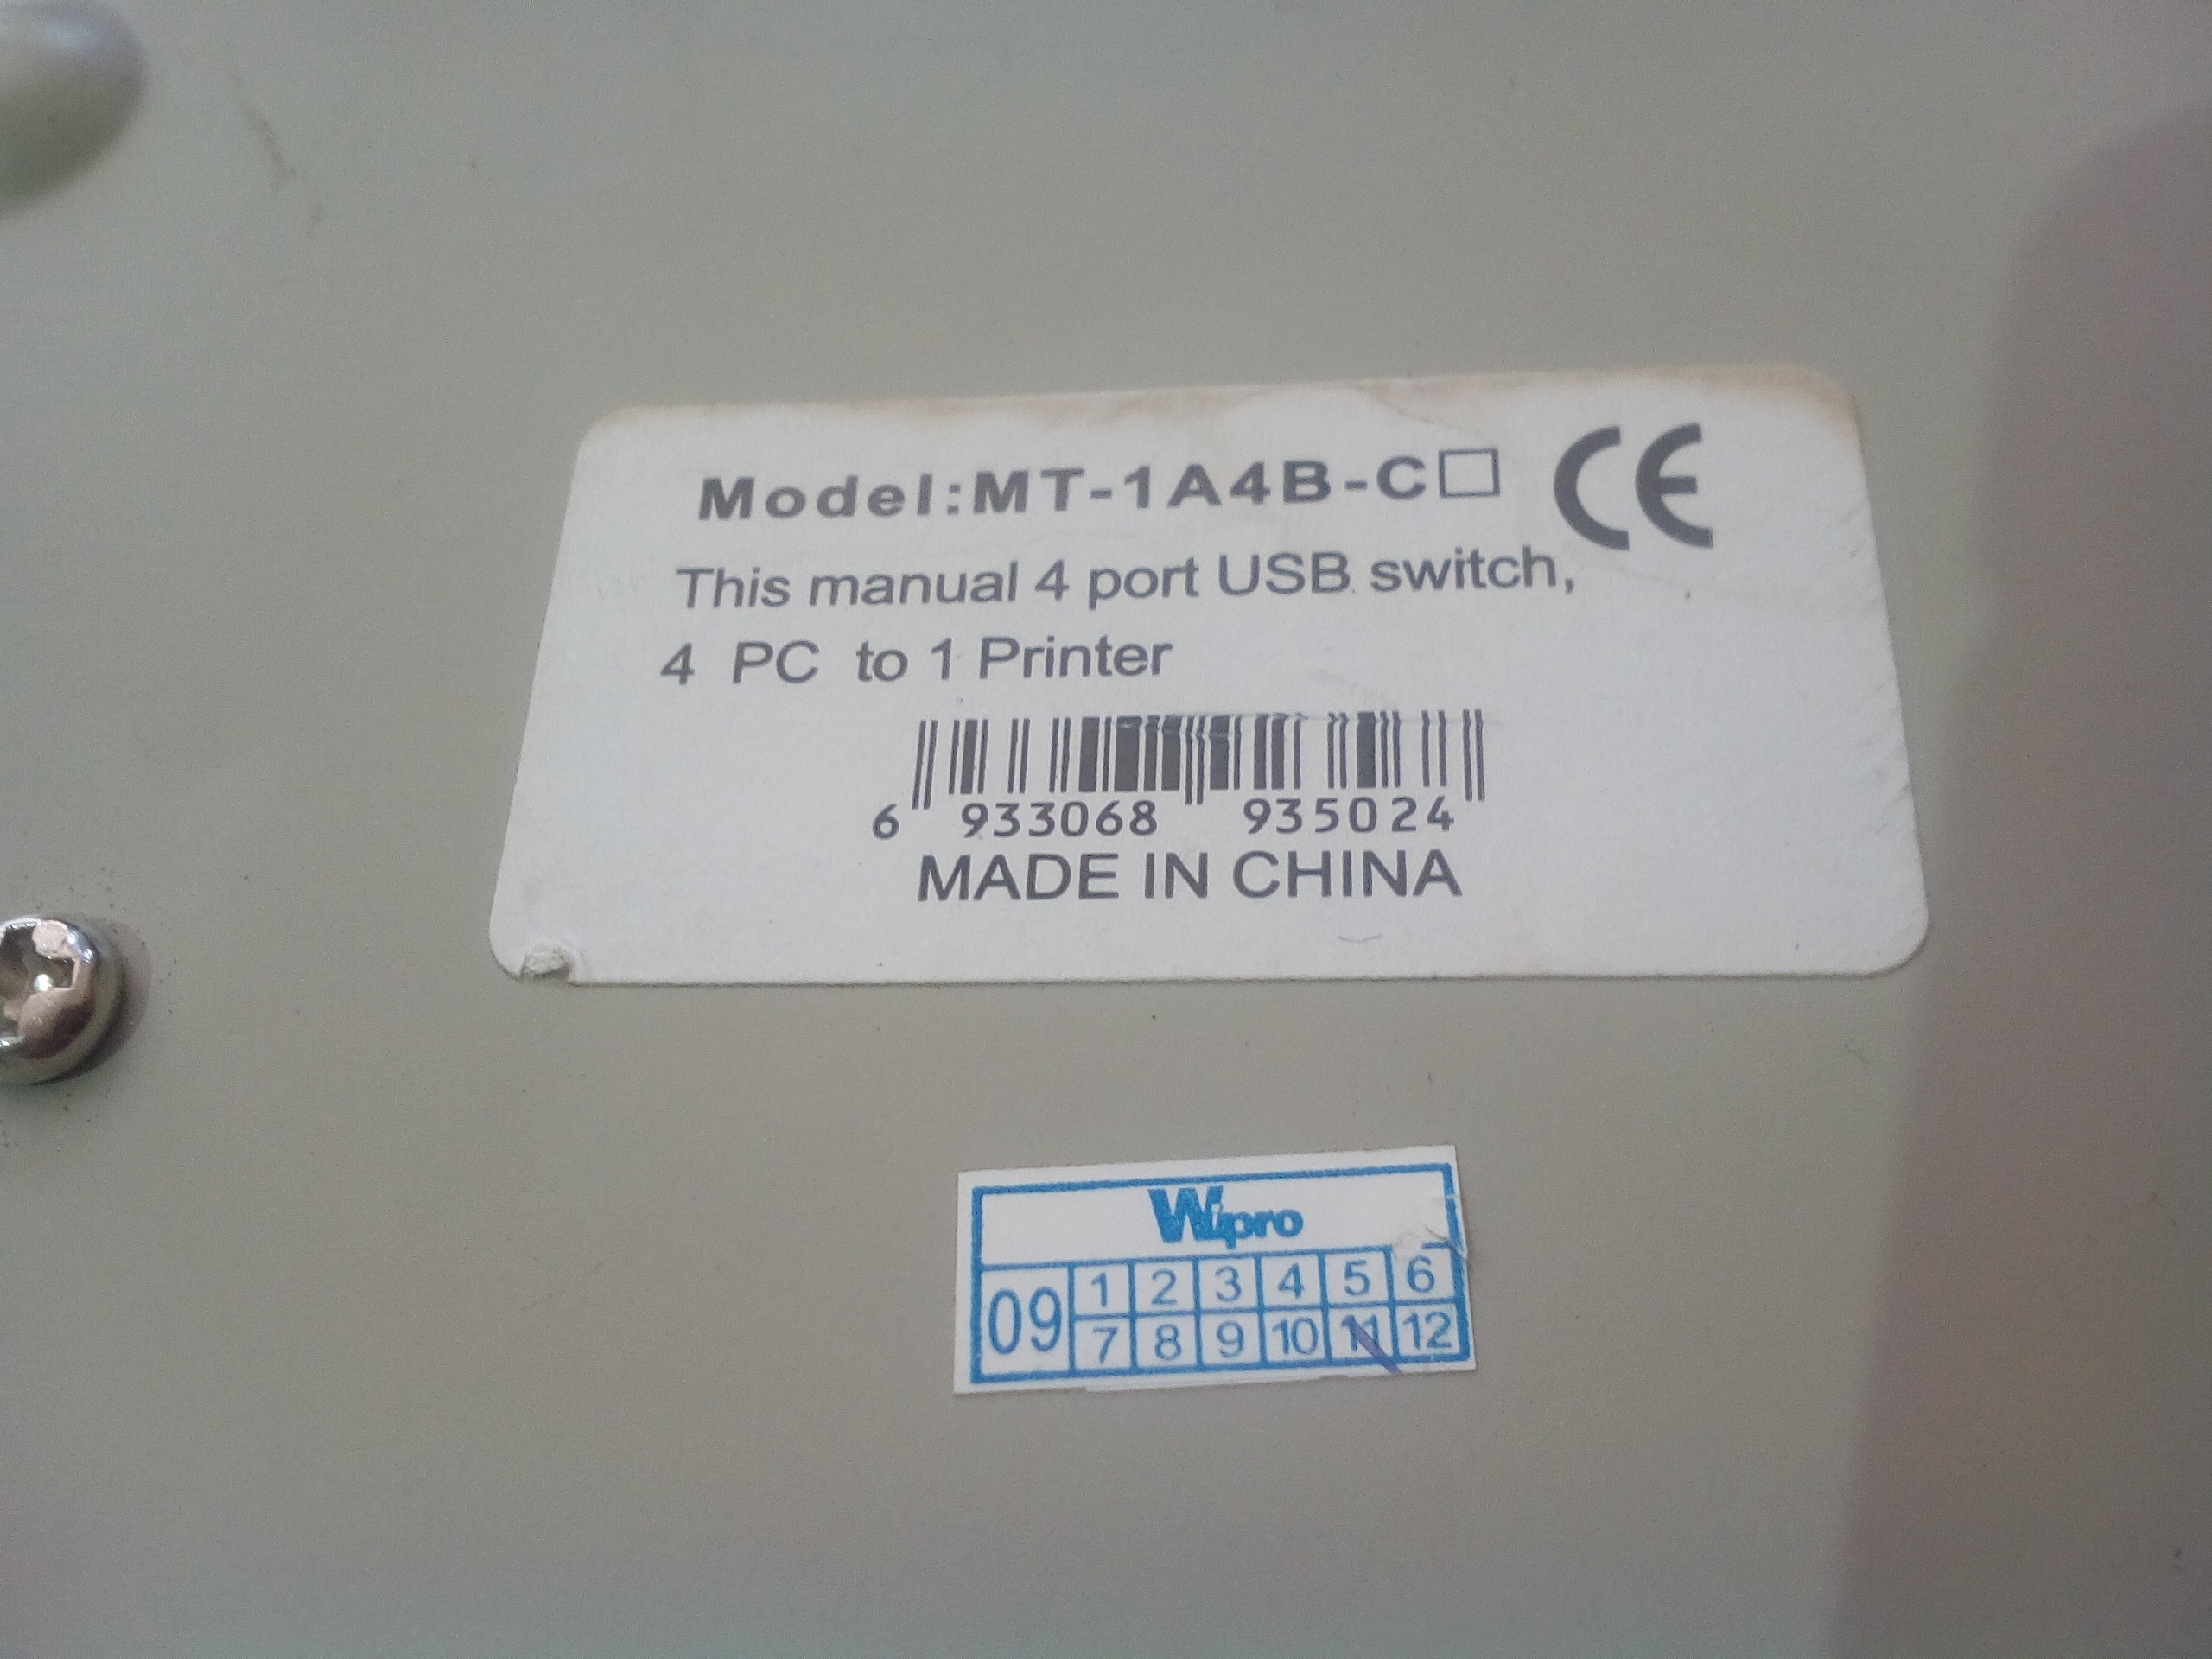 Model:MT-1A4B-C□ CE
This manual 4 port USB switch,
4 PC to 1 Printer
6 933068 935024
MADE IN CHINA
Wipro
09 1 2 3 4 5 6
7 8 9 10 11 12